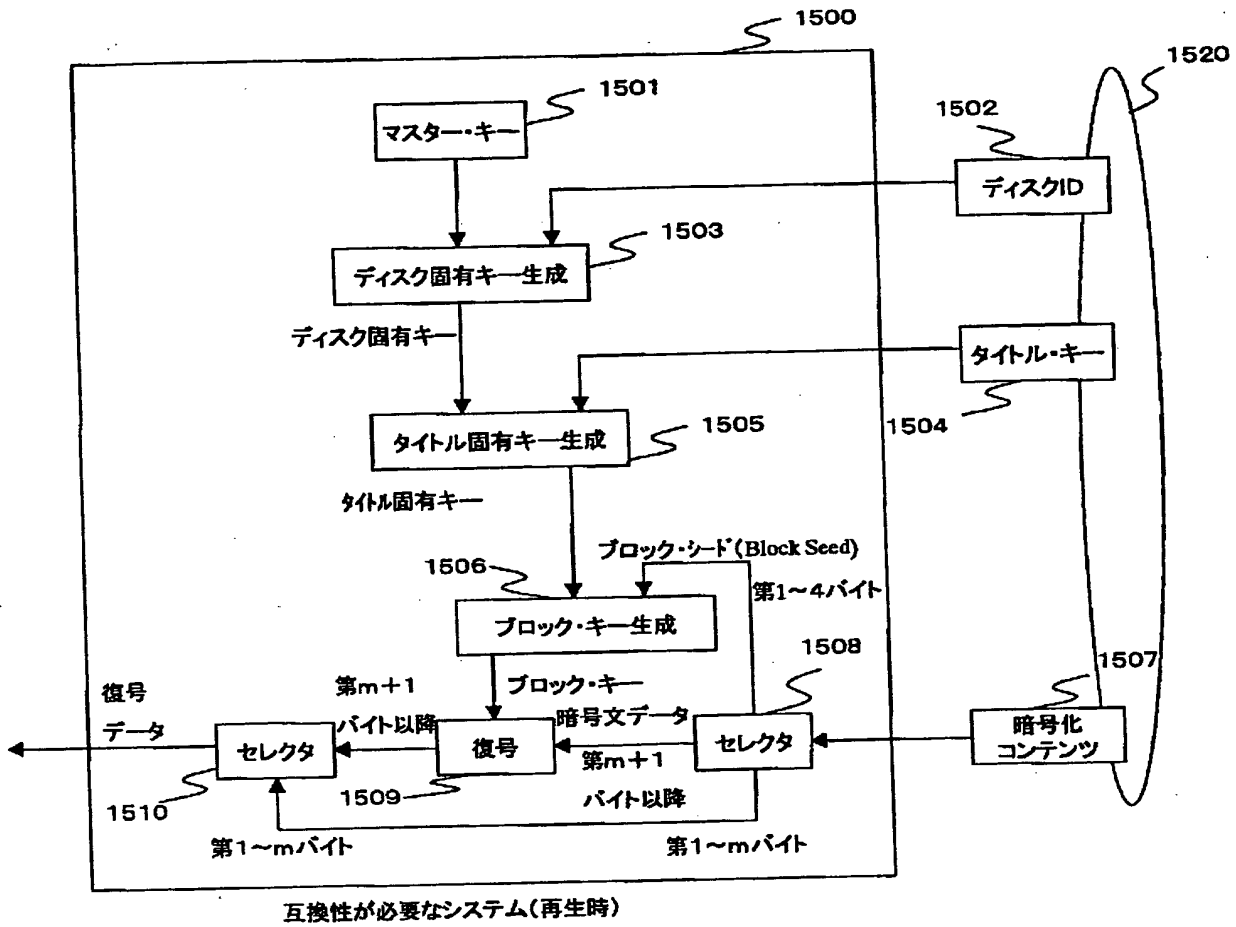 1500
1520
1501
マスター・キー
1502
ディスクID
1503
ディスク固有キー生成
ディスク固有キー
タイトル・キー
1504
1505
タイトル固有キー生成
タイトル固有キー
ブロック・シード(Block Seed)
1506
第1～4バイト
ブロック・キー生成
1508
1507
ブロック・キー
復号
データ
第m+1
バイト以降
暗号文データ
セレクタ
復号
第m+1
バイト以降
セレクタ
暗号化
コンテンツ
1510
1509
第1～mバイト
第1～mバイト
互換性が必要なシステム(再生時)